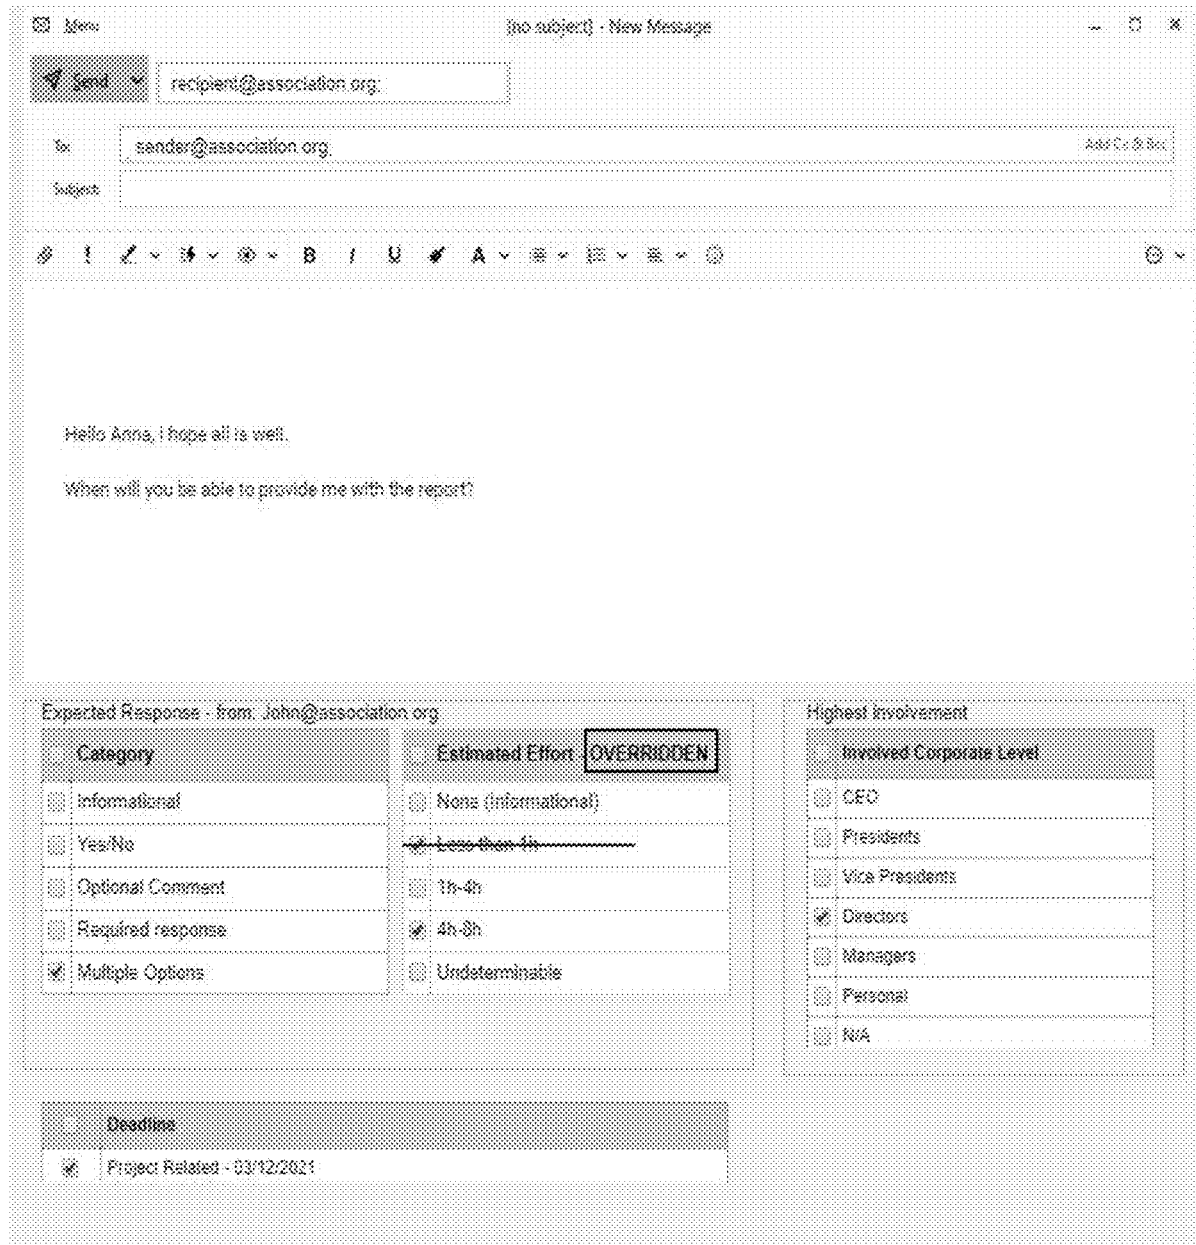 Menu
[no subject] - New Message
Send
recipient@association.org;
To
sender@association.org;
Add Cc & Bcc
Subject
B I U A
Hello Anna, I hope all is well.
When will you be able to provide me with the report?
Expected Response - from: John@association.org
Category
Informational
Yes/No
Optional Comment
Required response
Multiple Options
Estimated Effort OVERRIDDEN
None (Informational)
Less than 1h
1h-4h
4h-8h
Undeterminable
Highest Involvement
Involved Corporate Level
CEO
Presidents
Vice Presidents
Directors
Managers
Personal
N/A
Deadline
Project Related - 03/12/2021